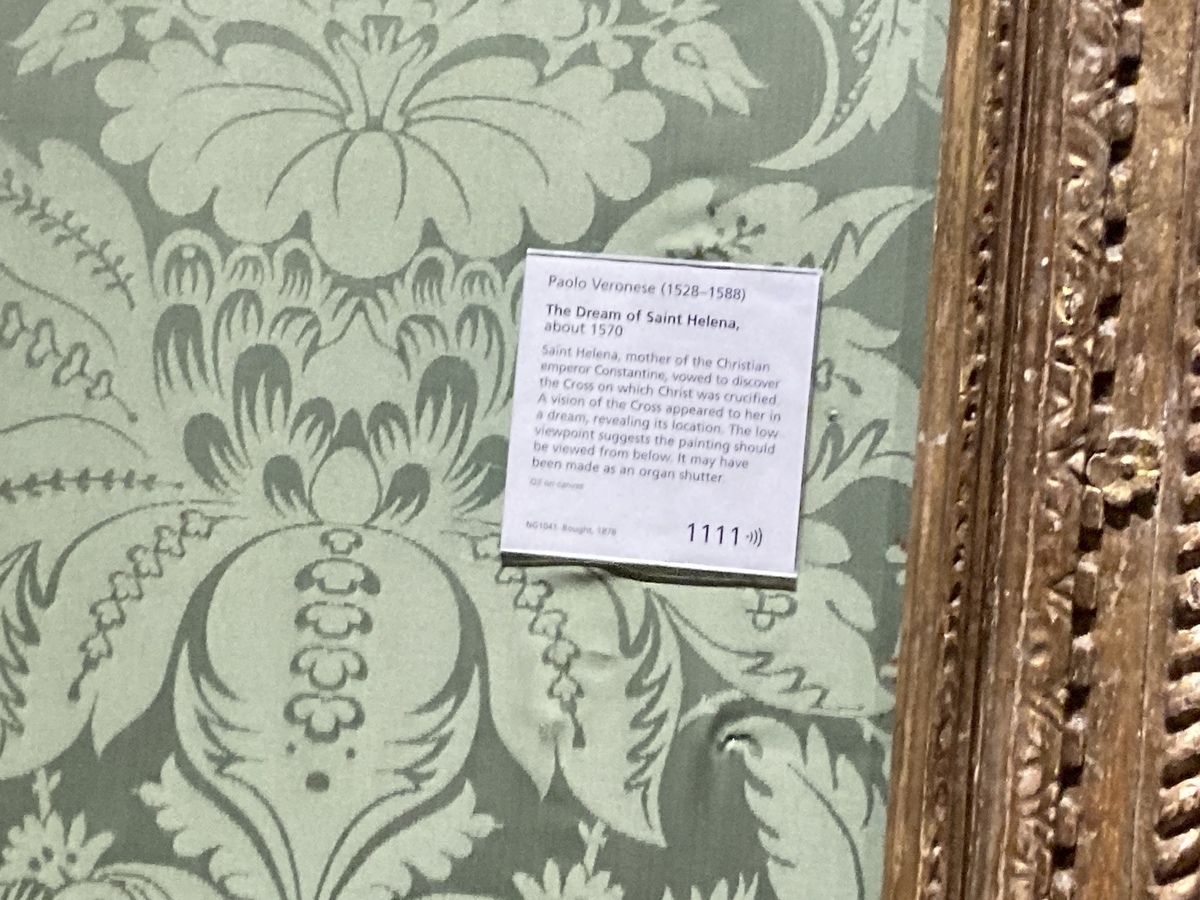 Paolo Veronese (1528–1588)
The Dream of Saint Helena,
about 1570
Saint Helena, mother of the Christian
emperor Constantine, vowed to discover
the Cross on which Christ was crucified.
A vision of the Cross appeared to her in
a dream, revealing its location. The low
viewpoint suggests the painting should
be viewed from below. It may have
been made as an organ shutter.
Oil on canvas
NG1041. Bought, 1878
1111